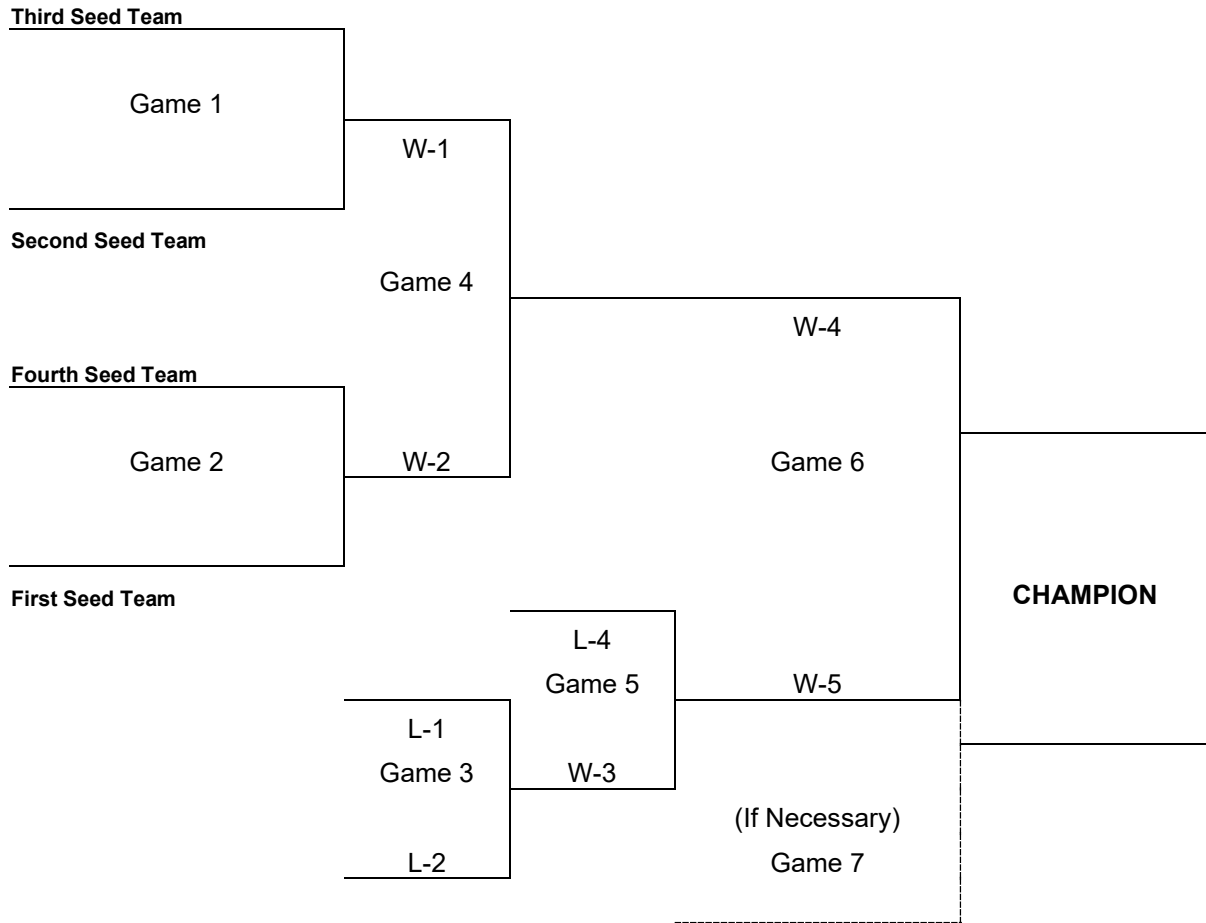 Third Seed Team
Game 1
W-1
Second Seed Team
Game 4
W-4
Fourth Seed Team
Game 2
W-2
Game 6
First Seed Team
CHAMPION
L-4
Game 5
W-5
L-1
Game 3
W-3
(If Necessary)
Game 7
L-2